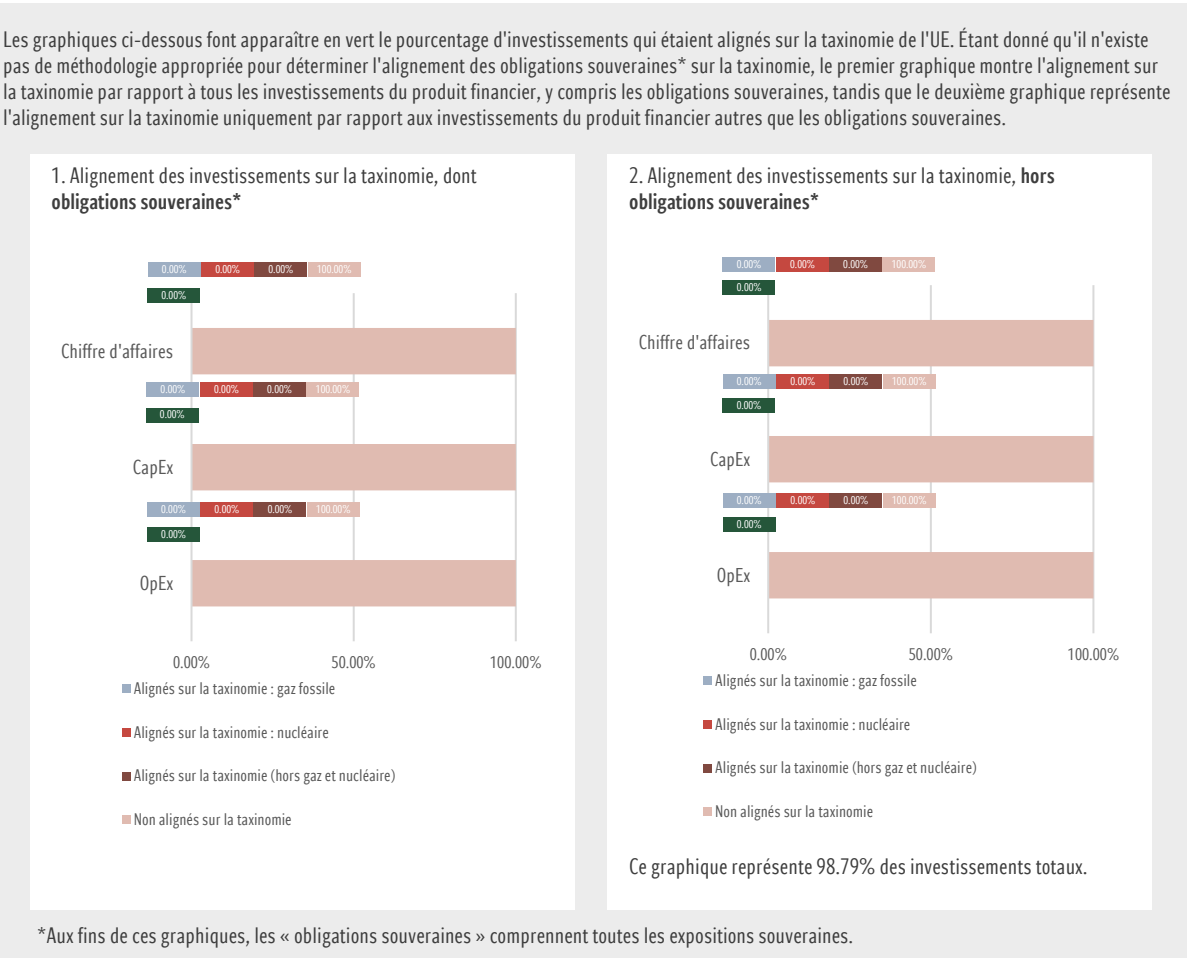 Les graphiques ci-dessous font apparaître en vert le pourcentage d'investissements qui étaient alignés sur la taxinomie de l'UE. Étant donné qu'il n'existe
pas de méthodologie appropriée pour déterminer l'alignement des obligations souveraines* sur la taxinomie, le premier graphique montre l'alignement sur
la taxinomie par rapport à tous les investissements du produit financier, y compris les obligations souveraines, tandis que le deuxième graphique représente
l'alignement sur la taxinomie uniquement par rapport aux investissements du produit financier autres que les obligations souveraines.
1. Alignement des investissements sur la taxinomie, dont
obligations souveraines*
0.00% 0.00% 0.00% 100.00%
0.00%
Chiffre d'affaires
0.00% 0.00% 0.00% 100.00%
0.00%
CapEx
0.00% 0.00% 0.00% 100.00%
0.00%
OpEx
0.00% 50.00% 100.00%
Alignés sur la taxinomie : gaz fossile
Alignés sur la taxinomie : nucléaire
Alignés sur la taxinomie (hors gaz et nucléaire)
Non alignés sur la taxinomie
2. Alignement des investissements sur la taxinomie, hors
obligations souveraines*
0.00% 0.00% 0.00% 100.00%
0.00%
Chiffre d'affaires
0.00% 0.00% 0.00% 100.00%
0.00%
CapEx
0.00% 0.00% 0.00% 100.00%
0.00%
OpEx
0.00% 50.00% 100.00%
Alignés sur la taxinomie : gaz fossile
Alignés sur la taxinomie : nucléaire
Alignés sur la taxinomie (hors gaz et nucléaire)
Non alignés sur la taxinomie
Ce graphique représente 98.79% des investissements totaux.
*Aux fins de ces graphiques, les « obligations souveraines » comprennent toutes les expositions souveraines.